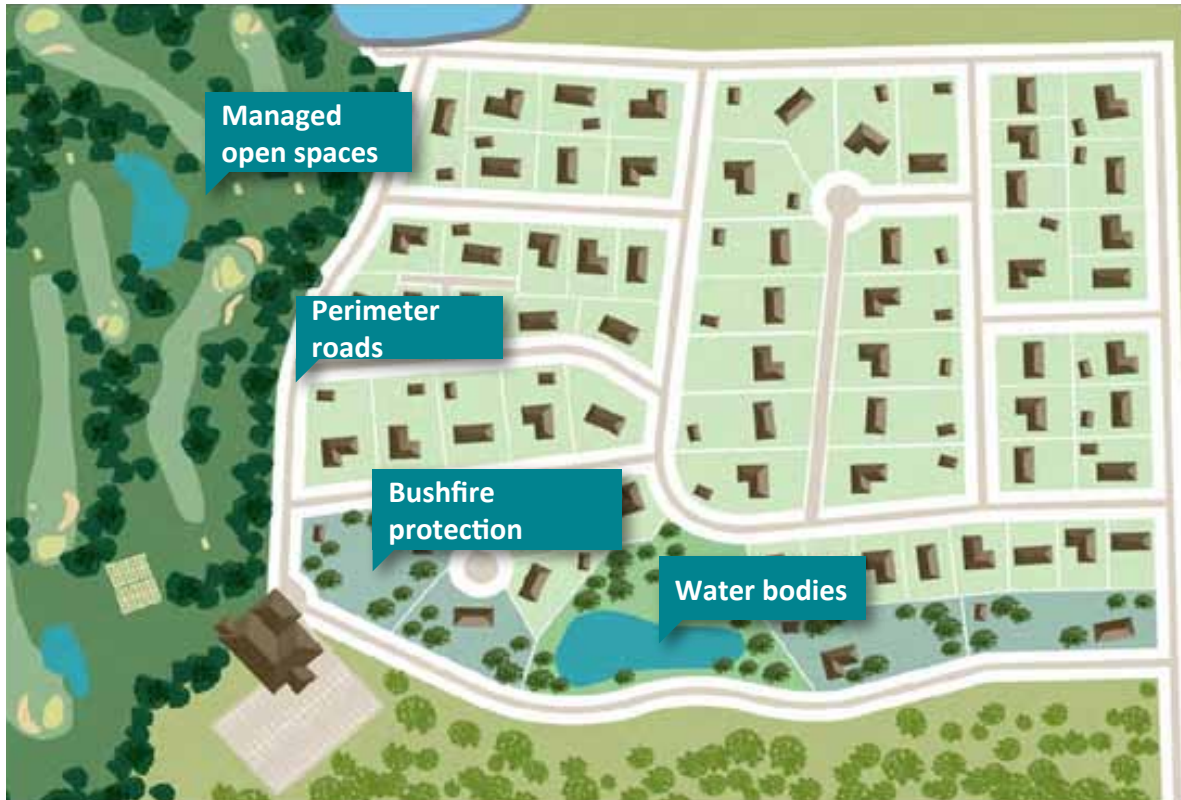 Managed
open spaces
Perimeter
roads
Bushfire
protection
Water bodies